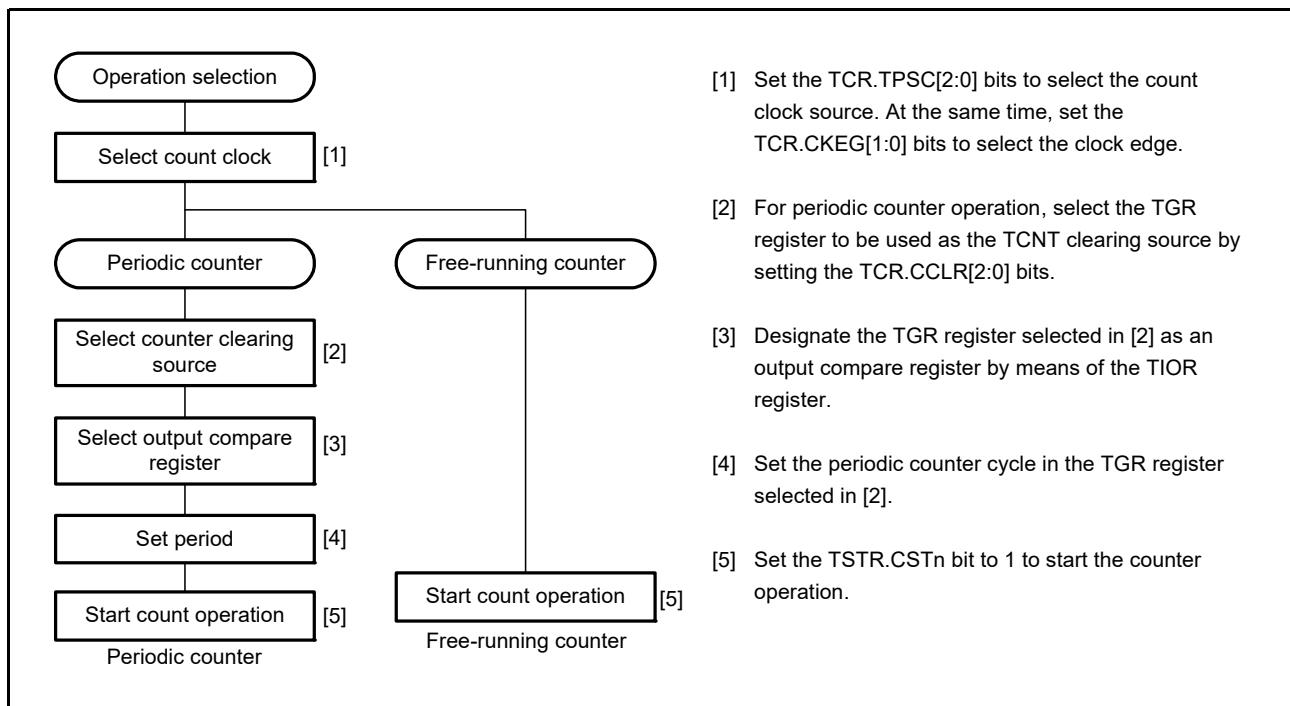 Operation selection
Select count clock
[1]
Periodic counter
Free-running counter
Select counter clearing
source
[2]
Select output compare
register
[3]
Set period
[4]
Start count operation
[5]
Periodic counter
Start count operation
[5]
Free-running counter
[1] Set the TCR.TPSC[2:0] bits to select the count
clock source. At the same time, set the
TCR.CKEG[1:0] bits to select the clock edge.
[2] For periodic counter operation, select the TGR
register to be used as the TCNT clearing source by
setting the TCR.CCLR[2:0] bits.
[3] Designate the TGR register selected in [2] as an
output compare register by means of the TIOR
register.
[4] Set the periodic counter cycle in the TGR register
selected in [2].
[5] Set the TSTR.CSTn bit to 1 to start the counter
operation.